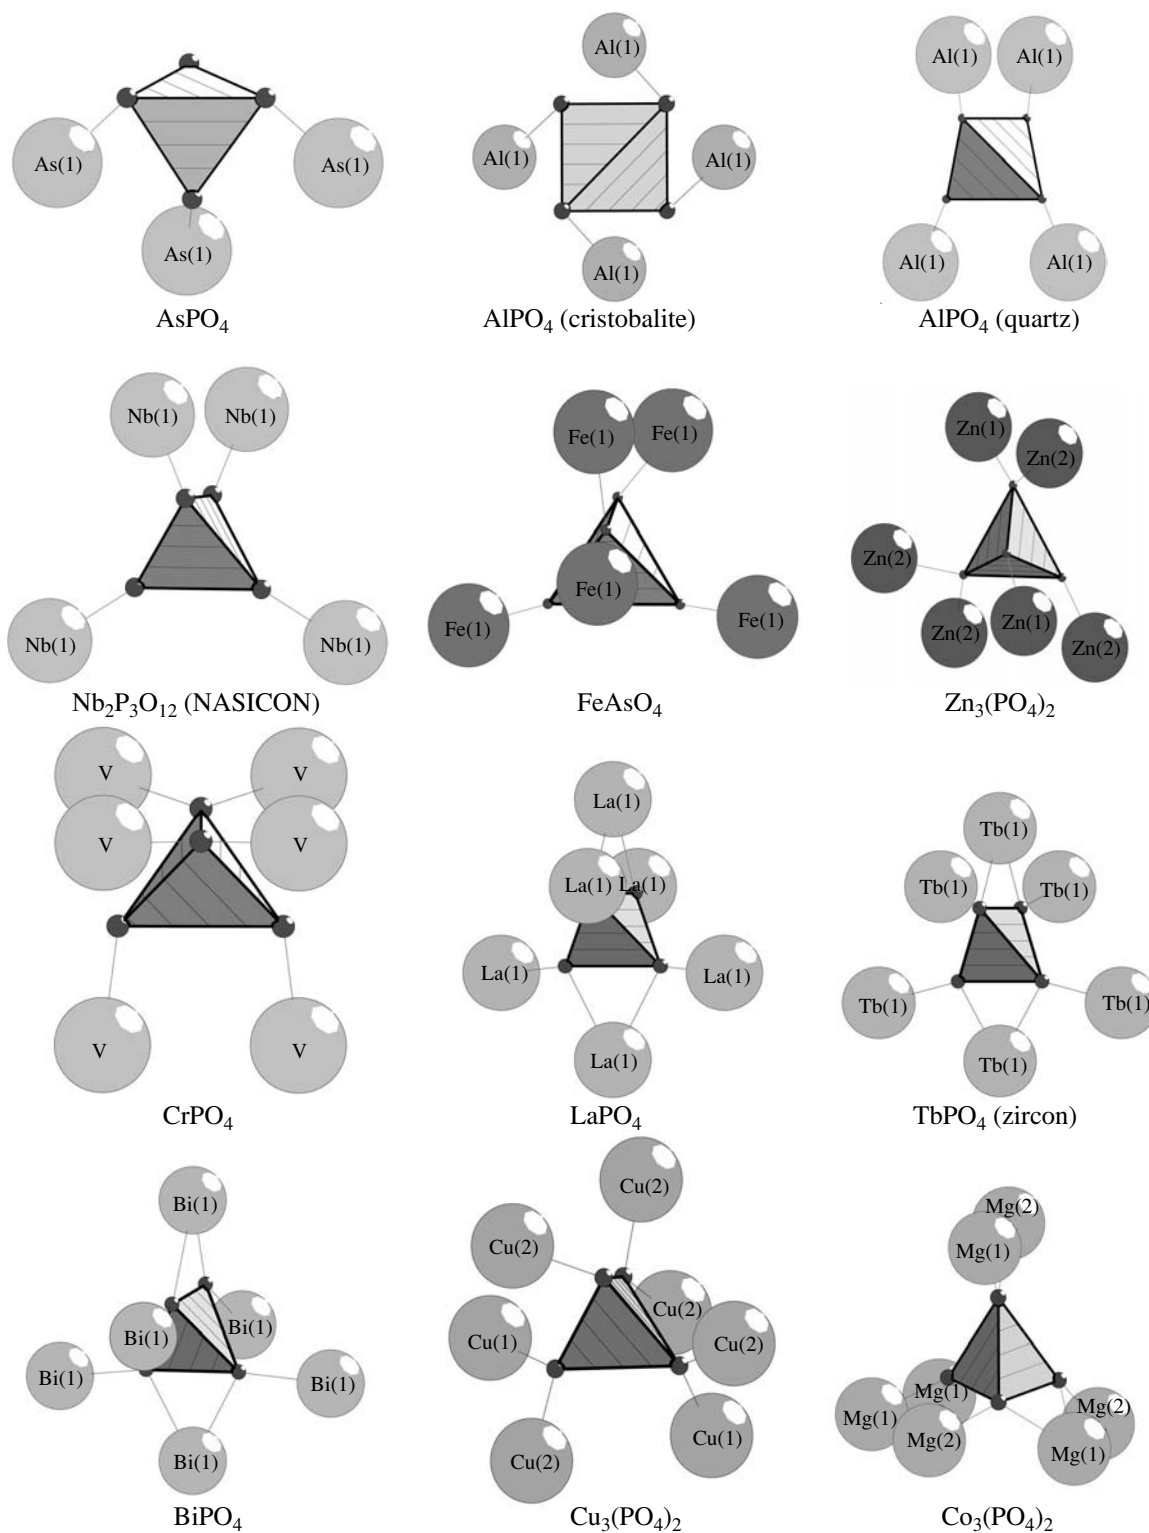 As(1) As(1)
As(1)
AsPO₄
Al(1)
Al(1) Al(1)
Al(1)
AlPO₄ (cristobalite)
Al(1) Al(1)
Al(1) Al(1)
AlPO₄ (quartz)
Nb(1) Nb(1)
Nb(1) Nb(1)
Nb₂P₃O₁₂ (NASICON)
Fe(1) Fe(1)
Fe(1)
Fe(1) Fe(1)
FeAsO₄
Zn(1)
Zn(2)
Zn(2)
Zn(2) Zn(1)
Zn(2)
Zn₃(PO₄)₂
V V
V V
V V
CrPO₄
La(1)
La(1) La(1)
La(1) La(1)
La(1)
LaPO₄
Tb(1)
Tb(1) Tb(1)
Tb(1) Tb(1)
Tb(1)
TbPO₄ (zircon)
Bi(1)
Bi(1) Bi(1)
Bi(1) Bi(1)
Bi(1)
BiPO₄
Cu(2)
Cu(2)
Cu(2)
Cu(1) Cu(2)
Cu(2) Cu(1)
Cu₃(PO₄)₂
Mg(2)
Mg(1)
Mg(1) Mg(2)
Mg(1)
Mg(2) Mg(1)
Co₃(PO₄)₂